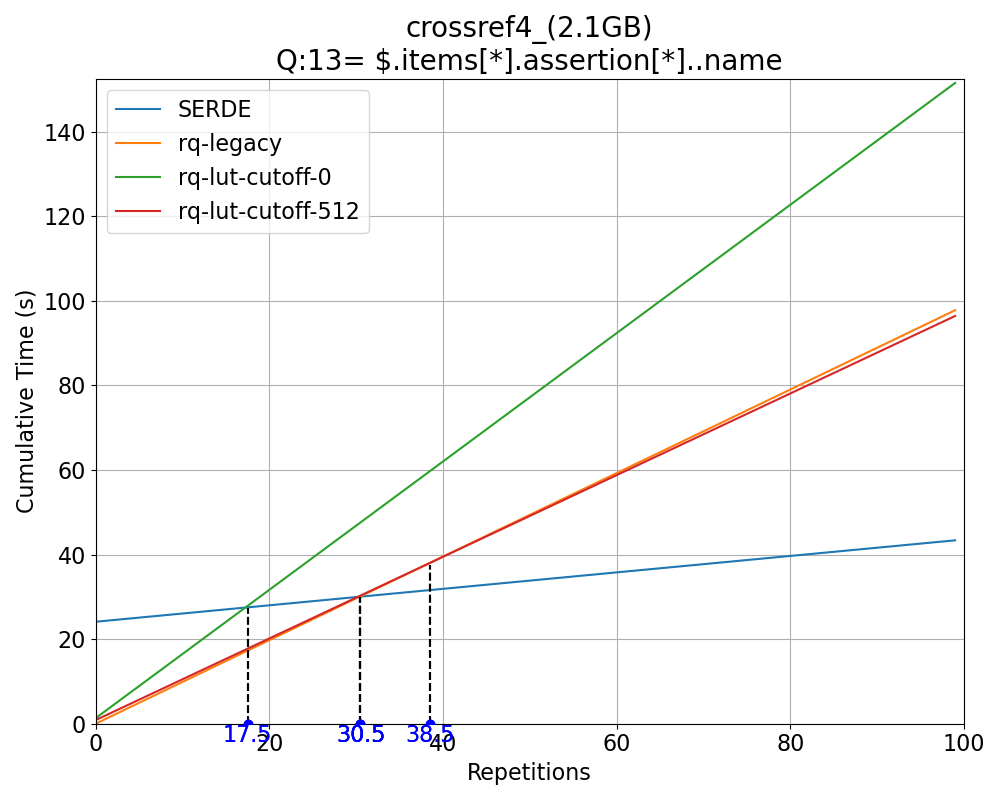 crossref4_(2.1GB)
Q:13= $.items[*].assertion[*]..name
SERDE
rq-legacy
rq-lut-cutoff-0
rq-lut-cutoff-512
Cumulative Time (s)
140
120
100
80
60
40
20
0
17.5
30.5
38.5
0
20
40
60
80
100
Repetitions